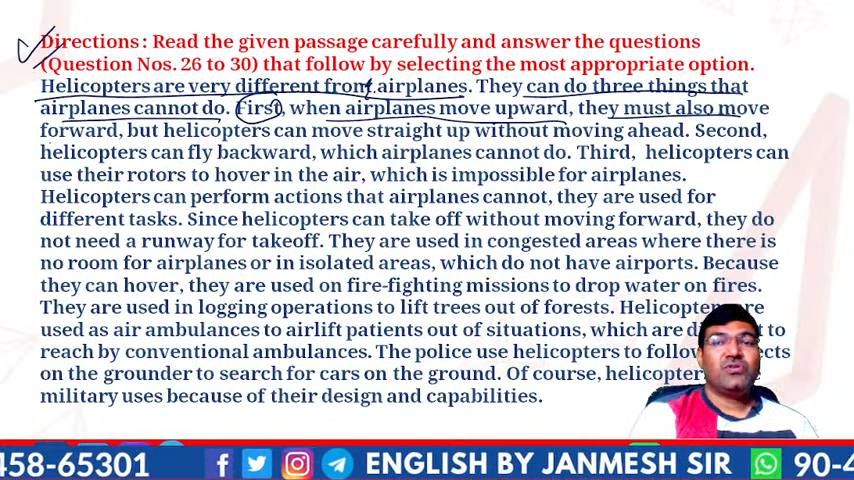 Directions : Read the given passage carefully and answer the questions
(Question Nos. 26 to 30) that follow by selecting the most appropriate option.
Helicopters are very different from airplanes. They can do three things that
airplanes cannot do. First, when airplanes move upward, they must also move
forward, but helicopters can move straight up without moving ahead. Second,
helicopters can fly backward, which airplanes cannot do. Third, helicopters can
use their rotors to hover in the air, which is impossible for airplanes.
Helicopters can perform actions that airplanes cannot, they are used for
different tasks. Since helicopters can take off without moving forward, they do
not need a runway for takeoff. They are used in congested areas where there is
no room for airplanes or in isolated areas, which do not have airports. Because
they can hover, they are used on fire-fighting missions to drop water on fires.
They are used in logging operations to lift trees out of forests. Helicopters are
used as air ambulances to airlift patients out of situations, which are to
reach by conventional ambulances. The police use helicopters to follow
on the grounder to search for cars on the ground. Of course, helicopters
military uses because of their design and capabilities.
458-65301 ENGLISH BY JANMESH SIR 90-4